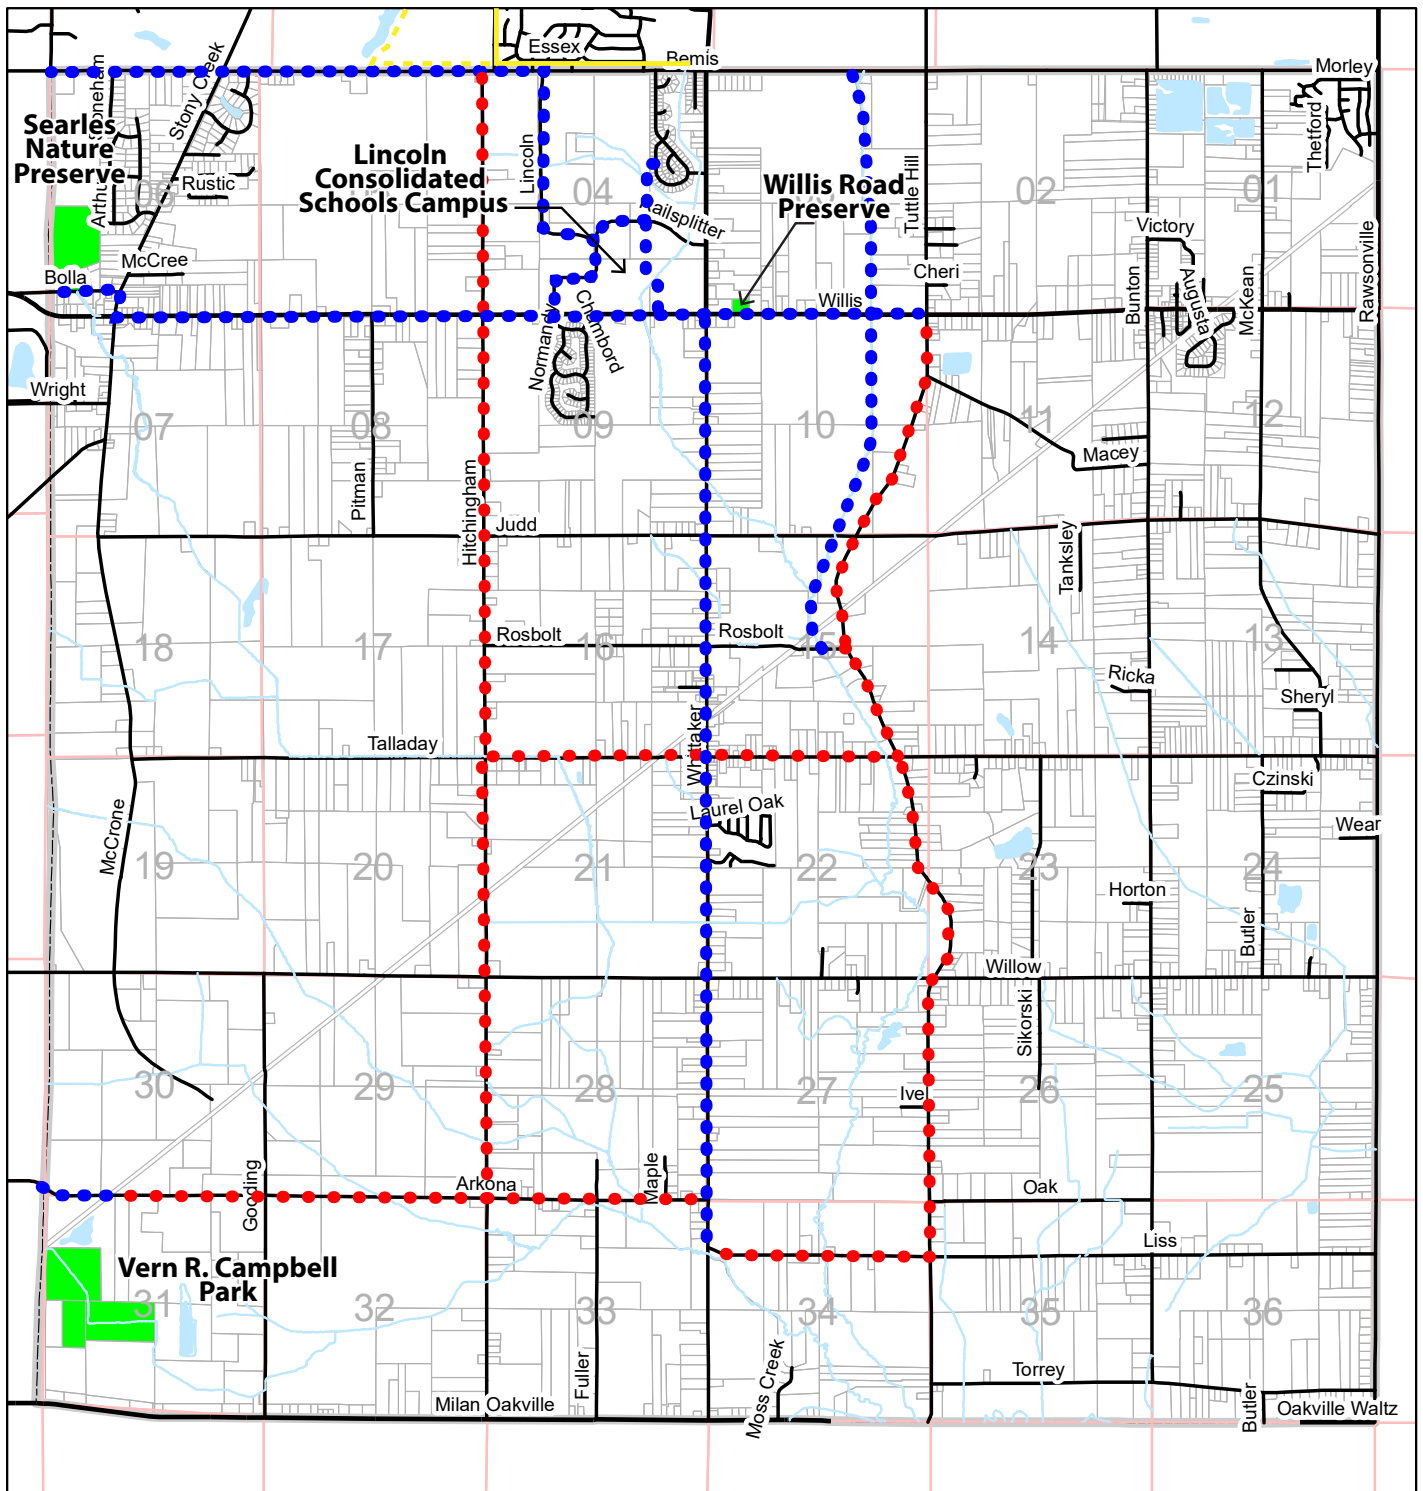 Essex
Bemis
Morley
Stoneham
Stony Creek
Searles
Nature
Preserve
Lincoln
Lincoln
Consolidated
Schools Campus
Thetford
Rustic
06
04
ailsplitter
Willis Road
Preserve
Tuttle Hill
02
01
Victory
Rawsonville
McCree
Bolla
Cheri
Bunton
Augusta
McKean
Willis
Normandy
Chambord
Wright
07
08
09
10
11
12
Macey
Pitman
Hitchingham
Judd
Tanksley
18
17
Rosbolt
16
Rosbolt
15
14
13
Ricka
Sheryl
Talladay
Whittaker
Czinski
Laurel Oak
Wear
McCrone
19
20
21
22
23
24
Horton
Butler
Willow
Sikorski
30
29
28
27
26
25
Ivel
Gooding
Arkona
Maple
Oak
Liss
Vern R. Campbell
Park
31
32
33
34
35
36
Fuller
Moss Creek
Torrey
Milan Oakville
Butler
Oakville Waltz